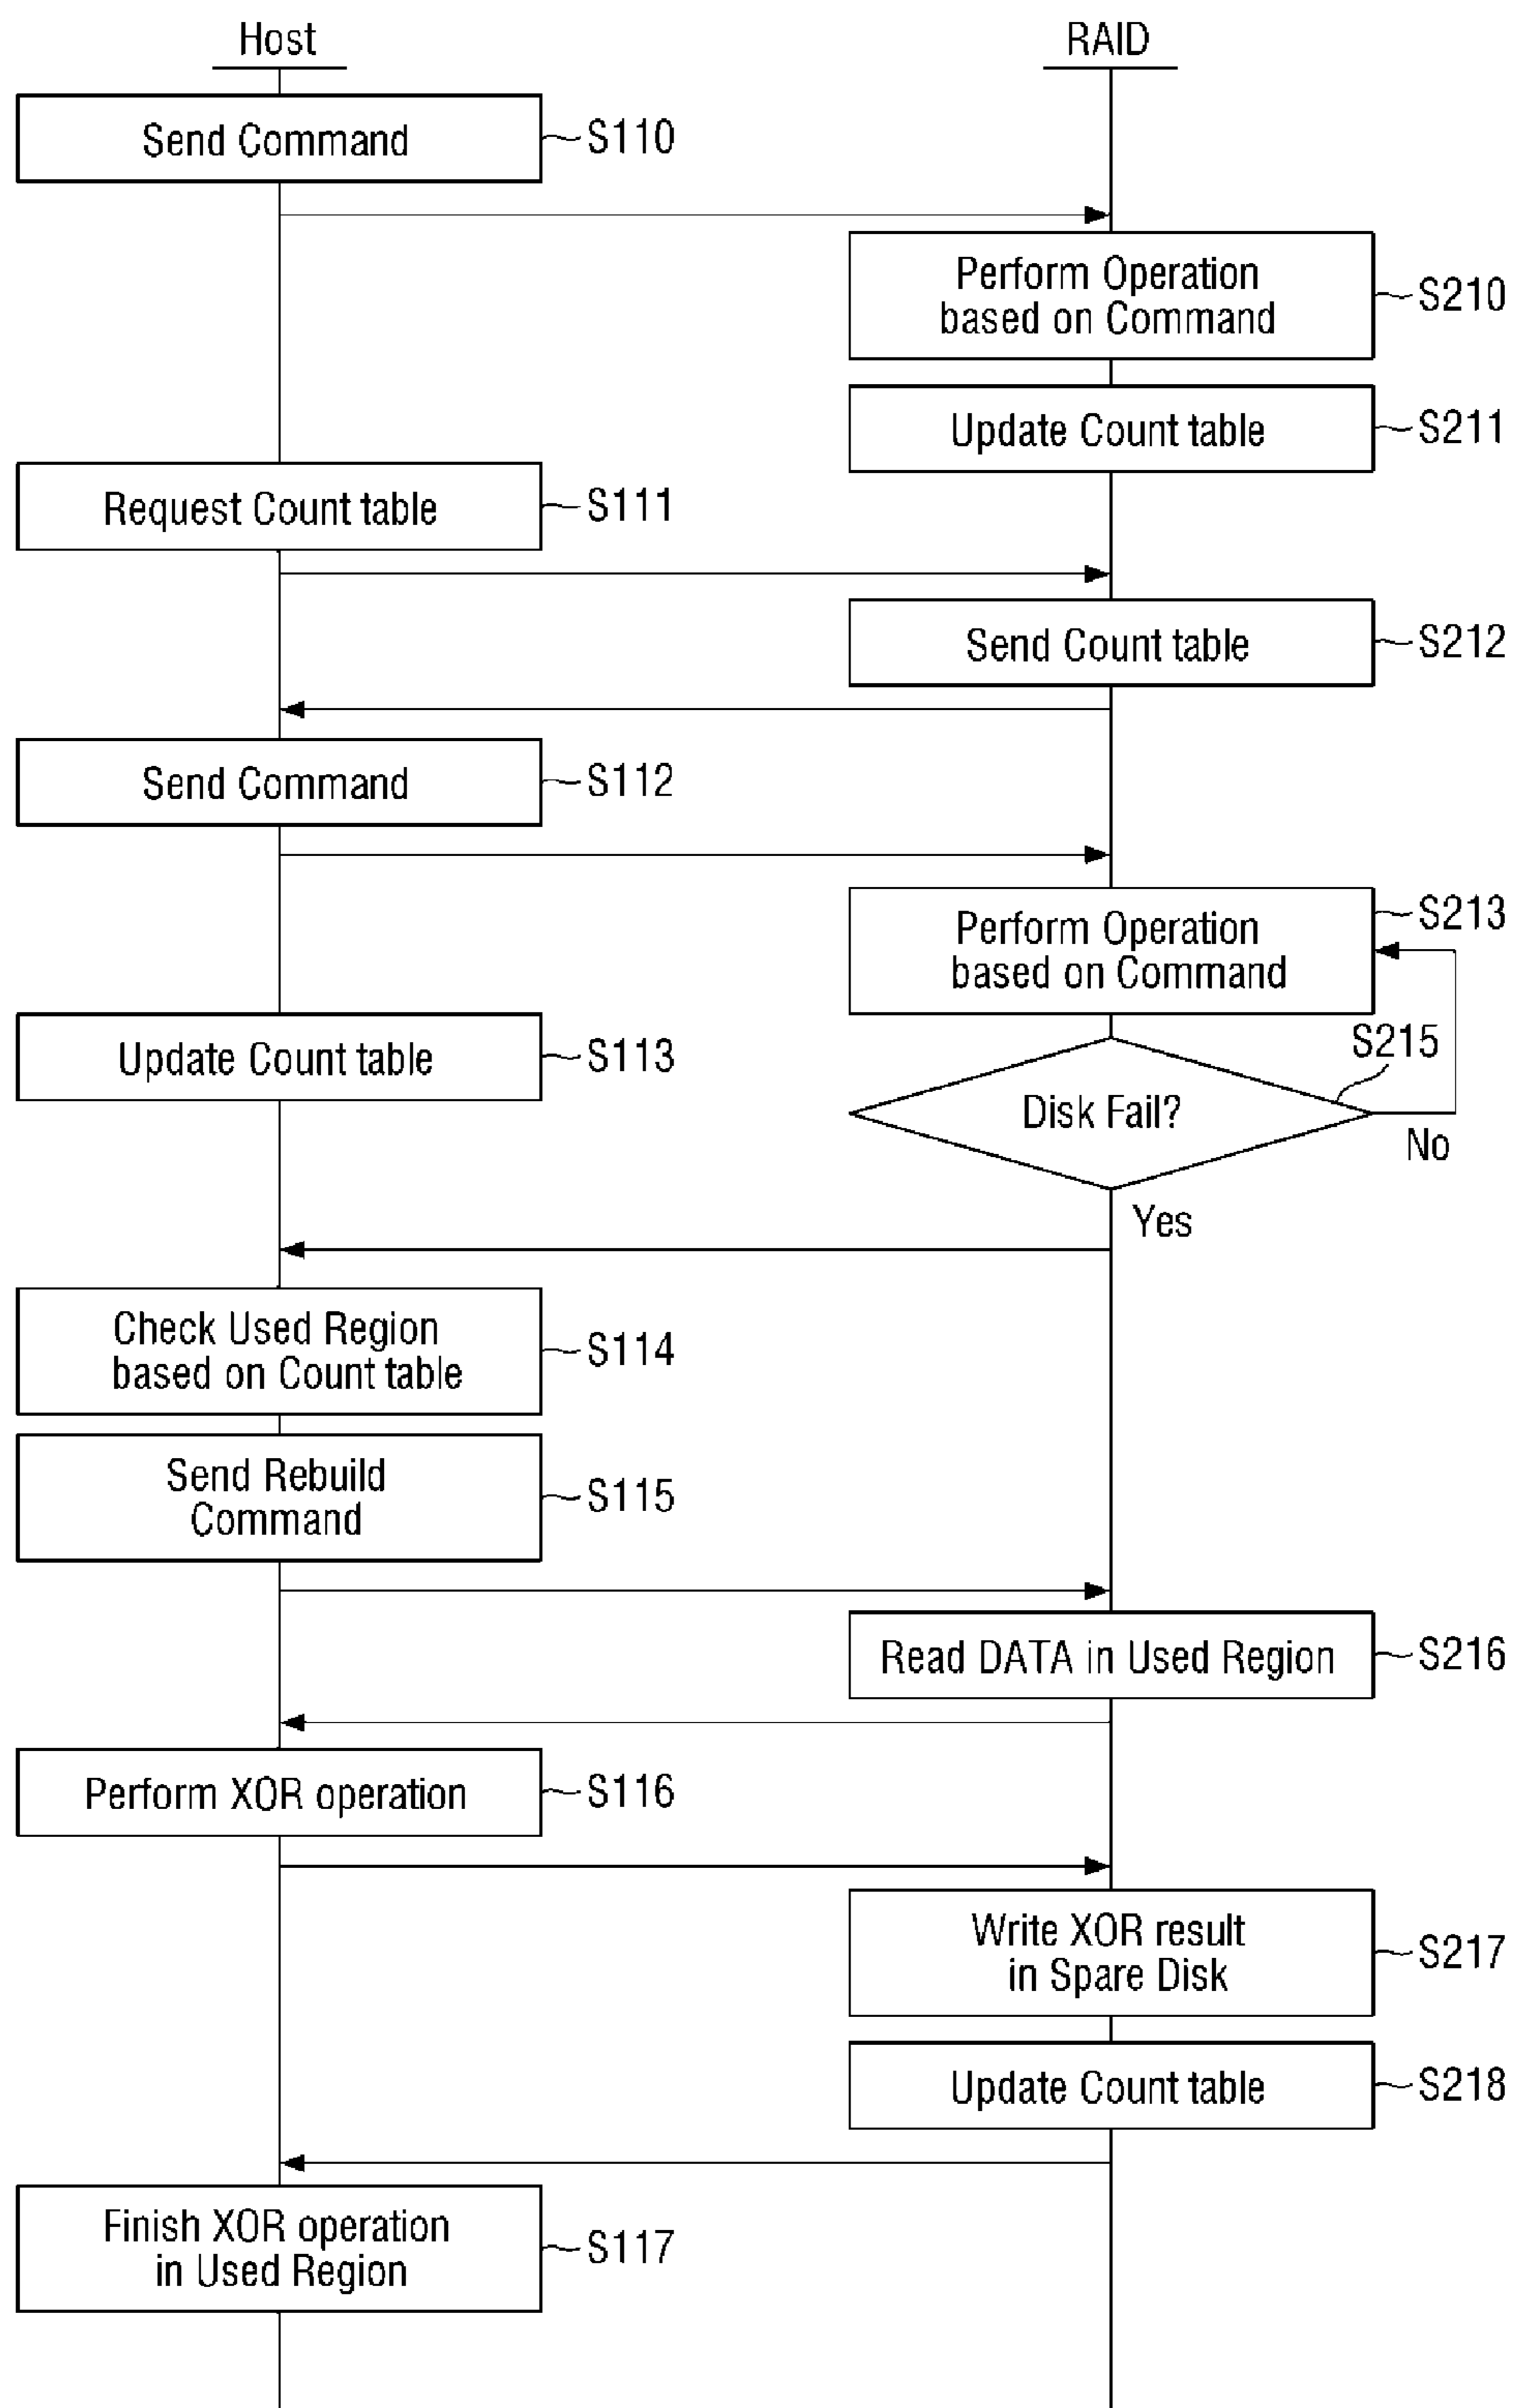 Host
RAID
Send Command
S110
Perform Operation
based on Command
S210
Update Count table
S211
Request Count table
S111
Send Count table
S212
Send Command
S112
Perform Operation
based on Command
S213
Update Count table
S113
S215
Disk Fail?
No
Yes
Check Used Region
based on Count table
S114
Send Rebuild
Command
S115
Read DATA in Used Region
S216
Perform XOR operation
S116
Write XOR result
in Spare Disk
S217
Update Count table
S218
Finish XOR operation
in Used Region
S117